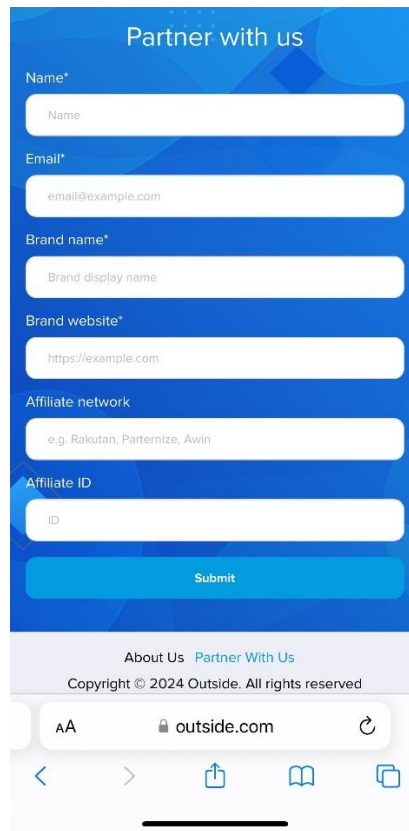 Partner with us
Name*
Name
Email*
email@example.com
Brand name*
Brand display name
Brand website*
https://example.com
Affiliate network
e.g. Rakutan, Parternize, Awin
Affiliate ID
ID
Submit
About Us Partner With Us
Copyright © 2024 Outside. All rights reserved
AA outside.com